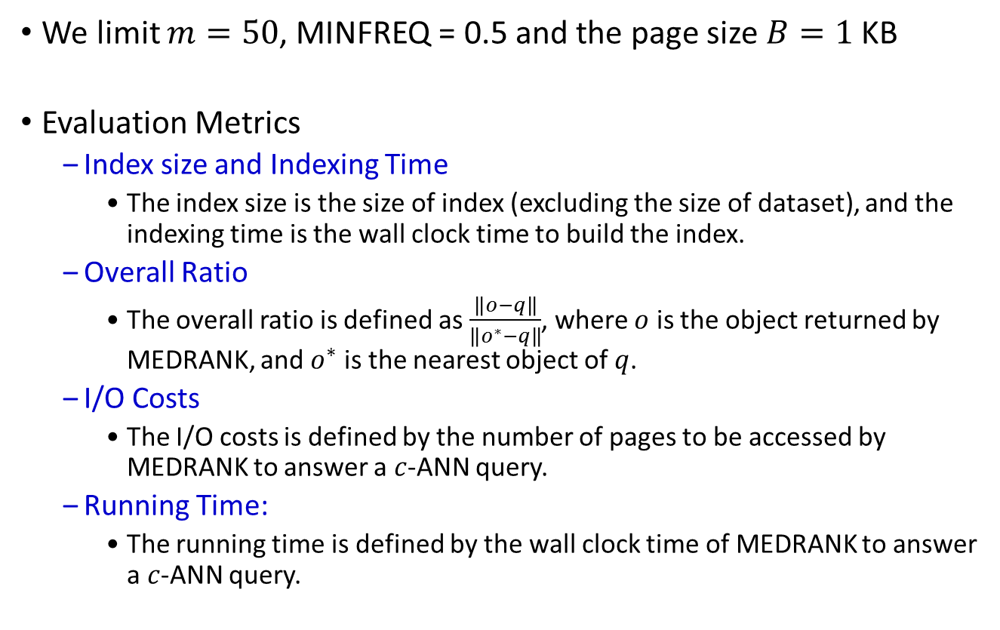 • We limit m = 50, MINFREQ = 0.5 and the page size B = 1 KB
• Evaluation Metrics
– Index size and Indexing Time
• The index size is the size of index (excluding the size of dataset), and the
indexing time is the wall clock time to build the index.
– Overall Ratio
• The overall ratio is defined as ‖o−q‖/‖o*−q‖, where o is the object returned by
MEDRANK, and o* is the nearest object of q.
– I/O Costs
• The I/O costs is defined by the number of pages to be accessed by
MEDRANK to answer a c-ANN query.
– Running Time:
• The running time is defined by the wall clock time of MEDRANK to answer
a c-ANN query.